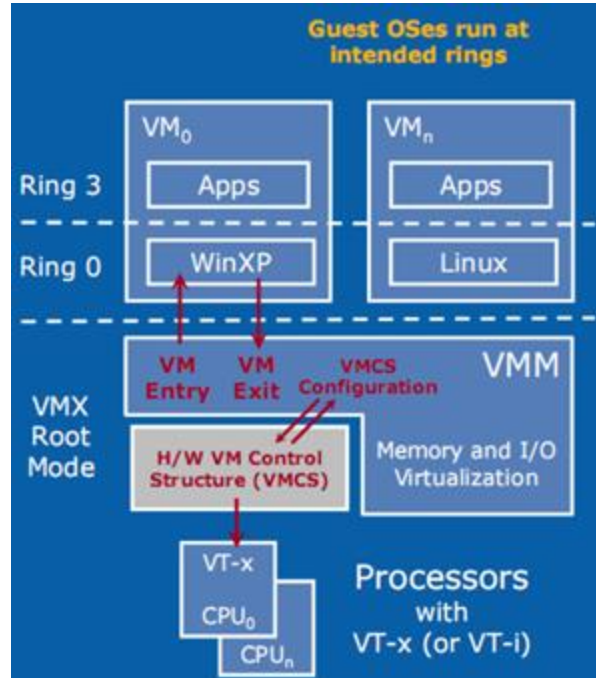 Guest OSes run at
intended rings
VM₀
VMₙ
Ring 3
Apps
Apps
Ring 0
WinXP
Linux
VM
Entry
VM
Exit
VMCS
Configuration
VMM
VMX
Root
Mode
H/W VM Control
Structure (VMCS)
Memory and I/O
Virtualization
VT-x
CPU₀
CPUₙ
Processors
with
VT-x (or VT-i)